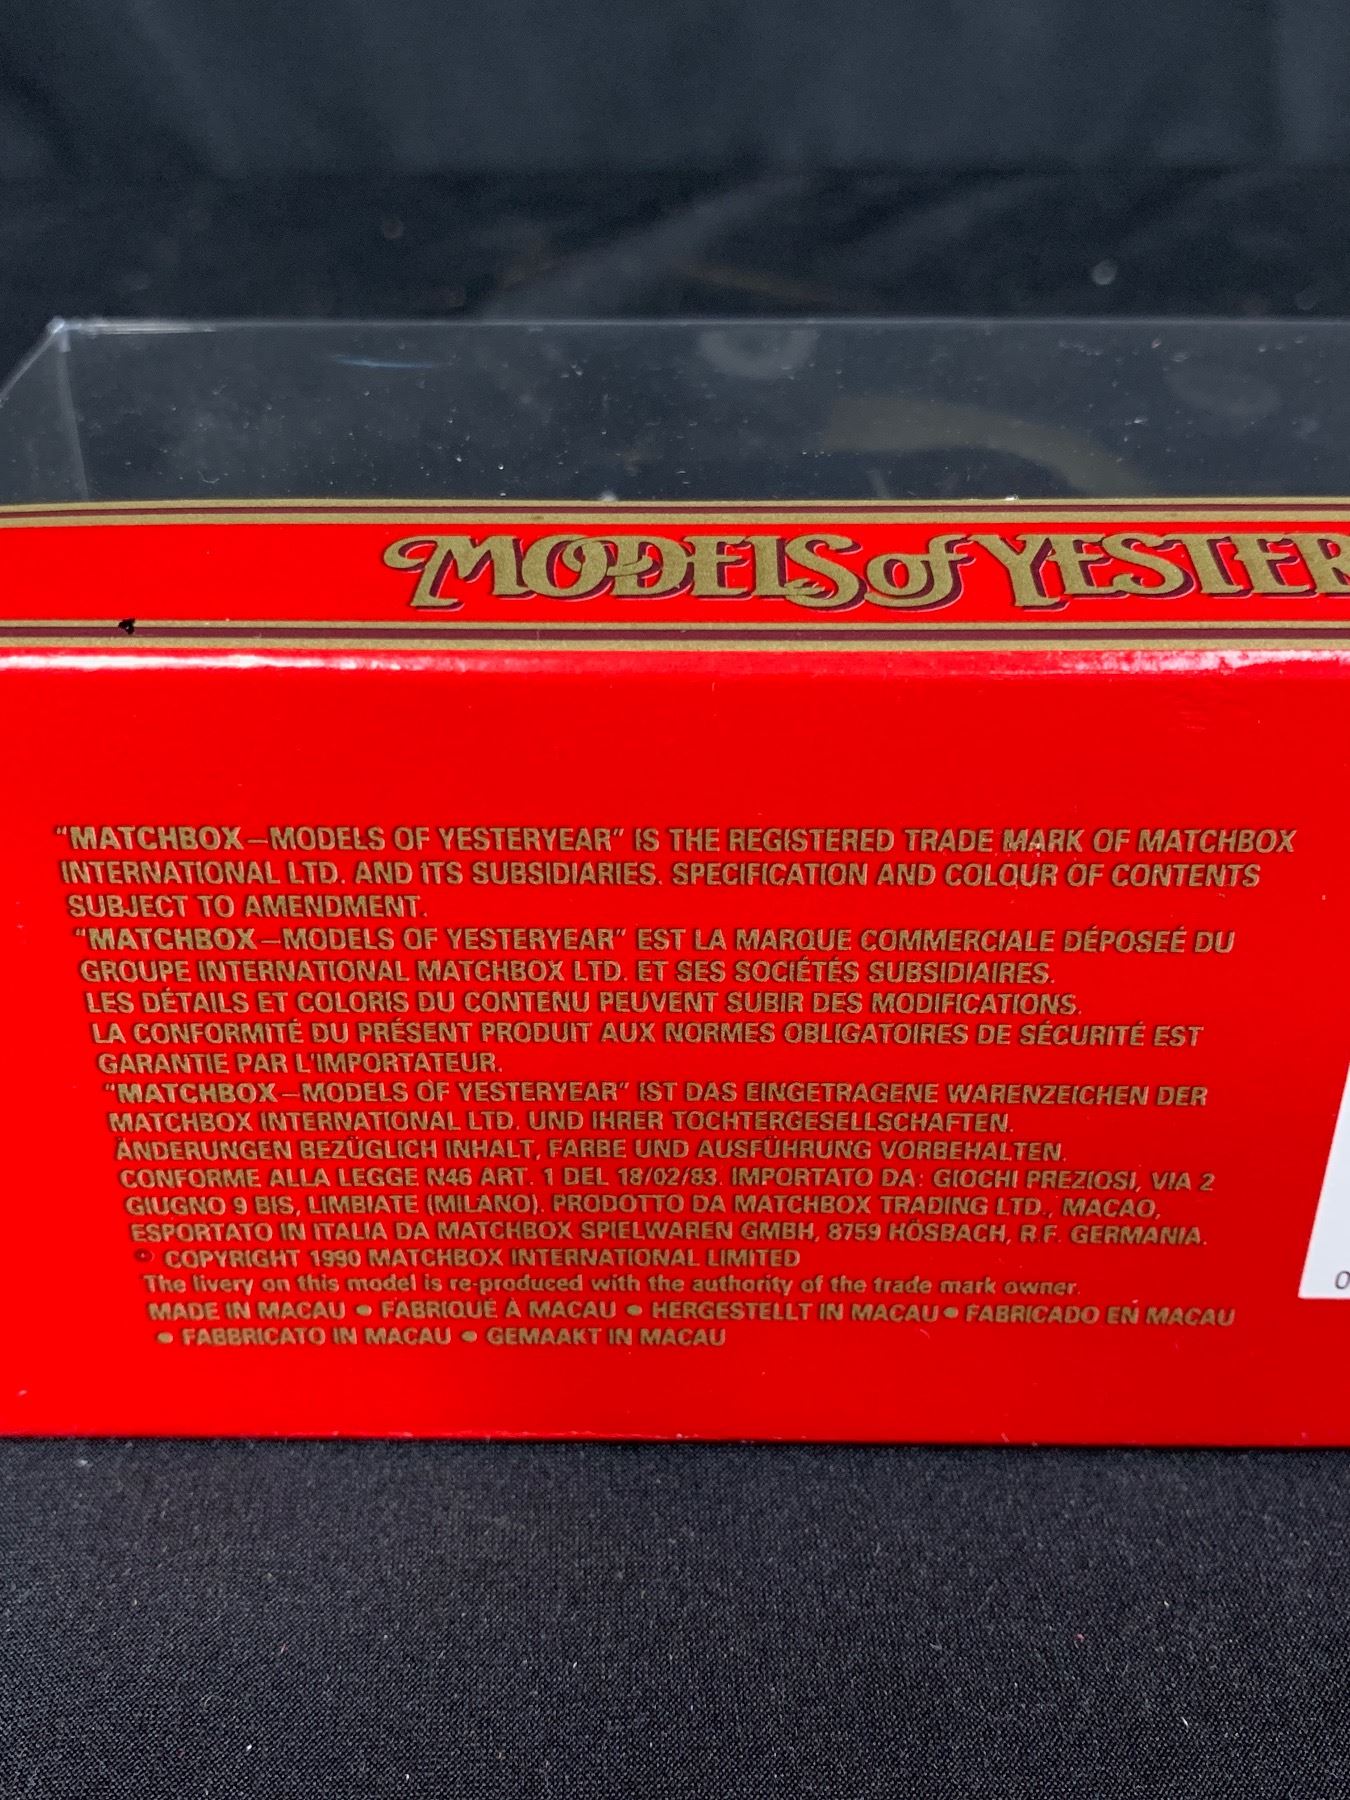 MODELS of YESTER
"MATCHBOX–MODELS OF YESTERYEAR" IS THE REGISTERED TRADE MARK OF MATCHBOX
INTERNATIONAL LTD. AND ITS SUBSIDIARIES. SPECIFICATION AND COLOUR OF CONTENTS
SUBJECT TO AMENDMENT.
"MATCHBOX–MODELS OF YESTERYEAR" EST LA MARQUE COMMERCIALE DÉPOSEÉ DU
GROUPE INTERNATIONAL MATCHBOX LTD. ET SES SOCIÉTÉS SUBSIDIAIRES.
LES DÉTAILS ET COLORIS DU CONTENU PEUVENT SUBIR DES MODIFICATIONS.
LA CONFORMITÉ DU PRÉSENT PRODUIT AUX NORMES OBLIGATOIRES DE SÉCURITÉ EST
GARANTIE PAR L'IMPORTATEUR.
"MATCHBOX–MODELS OF YESTERYEAR" IST DAS EINGETRAGENE WARENZEICHEN DER
MATCHBOX INTERNATIONAL LTD. UND IHRER TOCHTERGESELLSCHAFTEN.
ÄNDERUNGEN BEZÜGLICH INHALT, FARBE UND AUSFÜHRUNG VORBEHALTEN.
CONFORME ALLA LEGGE N46 ART. 1 DEL 18/02/83. IMPORTATO DA: GIOCHI PREZIOSI, VIA 2
GIUGNO 9 BIS, LIMBIATE (MILANO). PRODOTTO DA MATCHBOX TRADING LTD., MACAO,
ESPORTATO IN ITALIA DA MATCHBOX SPIELWAREN GMBH, 8759 HÖSBACH, R.F. GERMANIA.
© COPYRIGHT 1990 MATCHBOX INTERNATIONAL LIMITED
The livery on this model is re-produced with the authority of the trade mark owner.
MADE IN MACAU ● FABRIQUÉ À MACAU ● HERGESTELLT IN MACAU ● FABRICADO EN MACAU
● FABBRICATO IN MACAU ● GEMAAKT IN MACAU
0